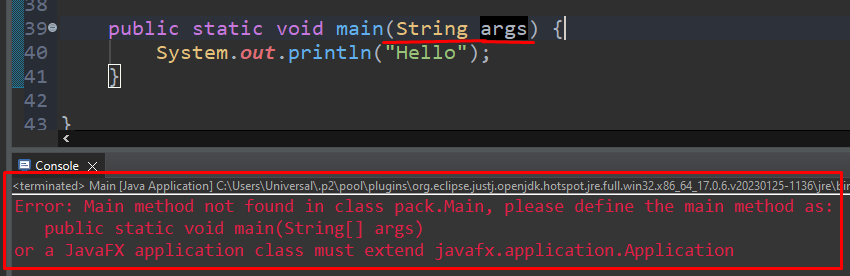 38
39 public static void main(String args) {
40 System.out.println("Hello");
41 }
42
43 }
Console
<terminated> Main [Java Application] C:\Users\Universal\.p2\pool\plugins\org.eclipse.justj.openjdk.hotspot.jre.full.win32.x86_64_17.0.6.v20230125-1136\jre\bin
Error: Main method not found in class pack.Main, please define the main method as:
public static void main(String[] args)
or a JavaFX application class must extend javafx.application.Application